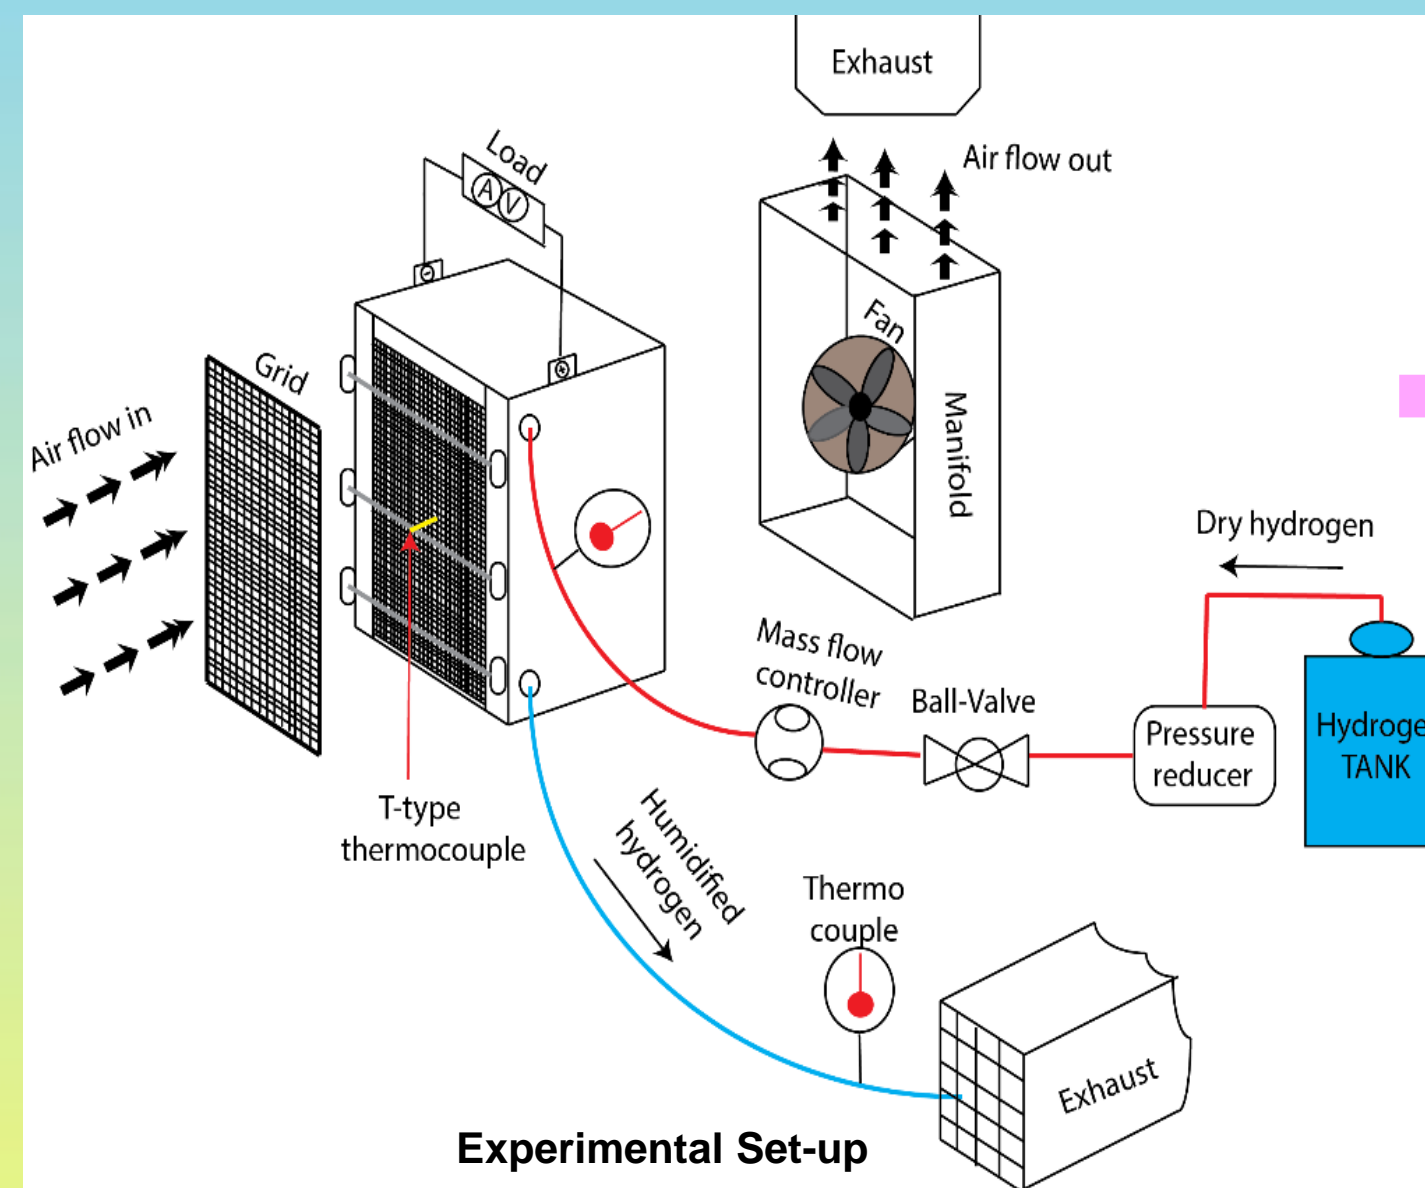 Exhaust
Air flow out
Load
A V
Fan
Grid
Air flow in
Manifold
Dry hydrogen
Mass flow
controller
Ball-Valve
Pressure
reducer
Hydroge
TANK
T-type
thermocouple
Humidified
hydrogen
Thermo
couple
Exhaust
Experimental Set-up